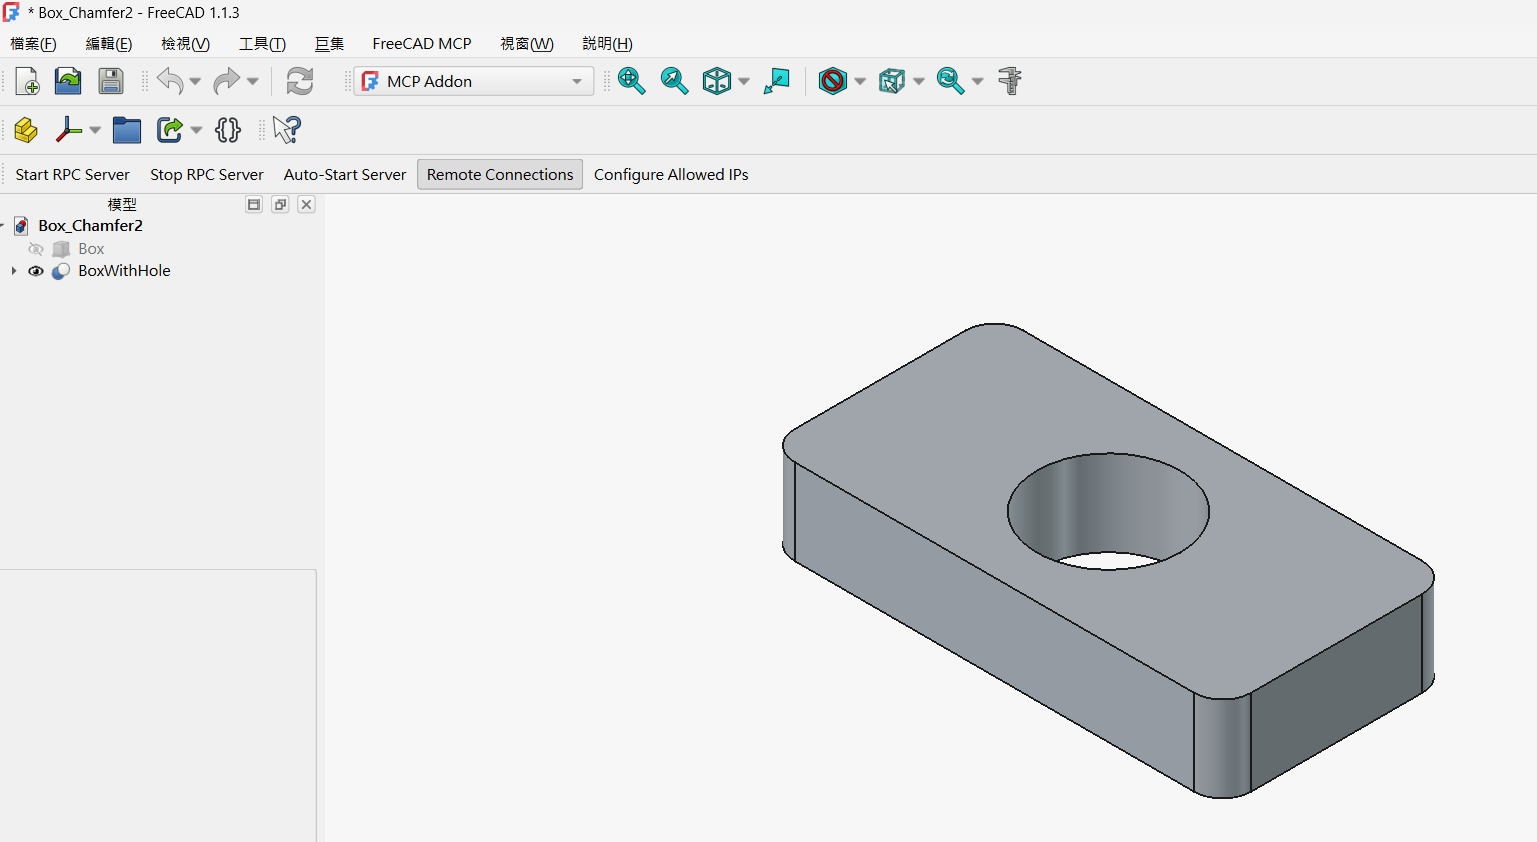 * Box_Chamfer2 - FreeCAD 1.1.3
檔案(F) 編輯(E) 檢視(V) 工具(T) 巨集 FreeCAD MCP 視窗(W) 說明(H)
MCP Addon
Start RPC Server Stop RPC Server Auto-Start Server Remote Connections Configure Allowed IPs
模型
Box_Chamfer2
Box
BoxWithHole